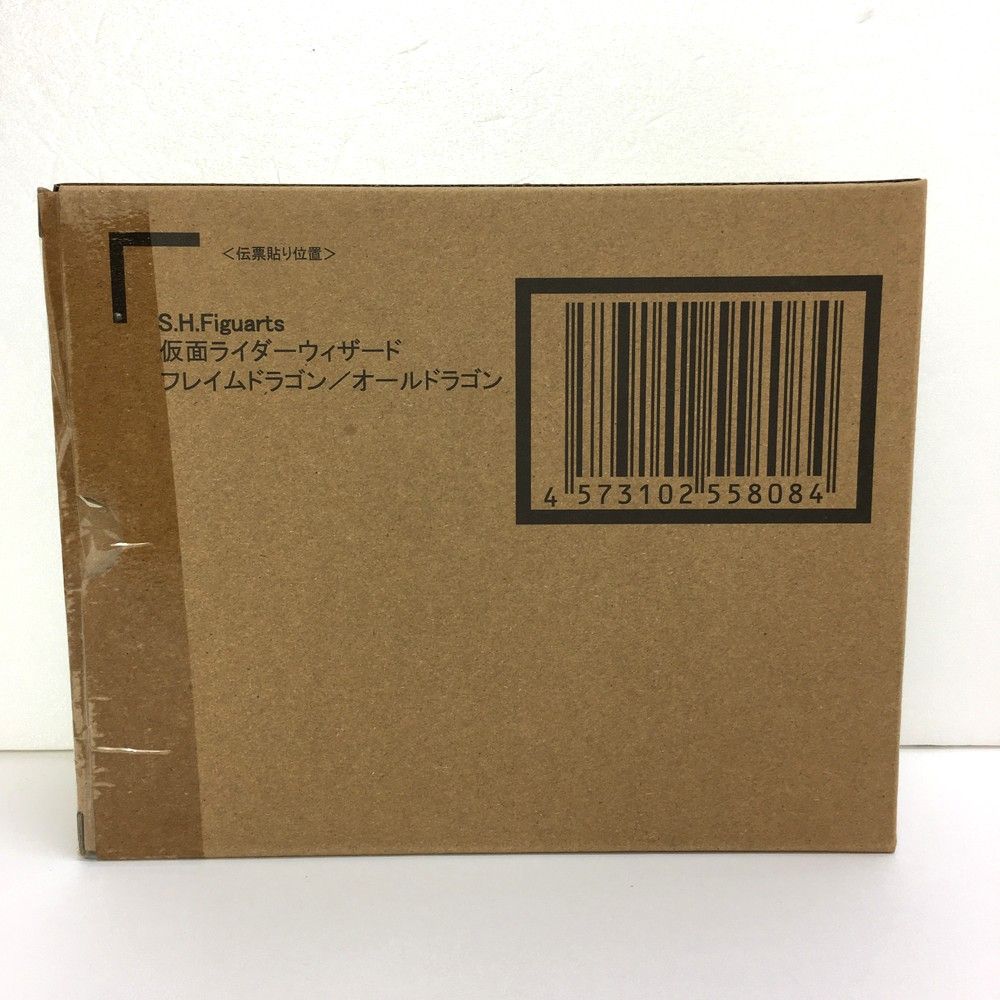 ＜伝票貼り位置＞
S.H.Figuarts
仮面ライダーウィザード
フレイムドラゴン／オールドラゴン
4 573102 558084